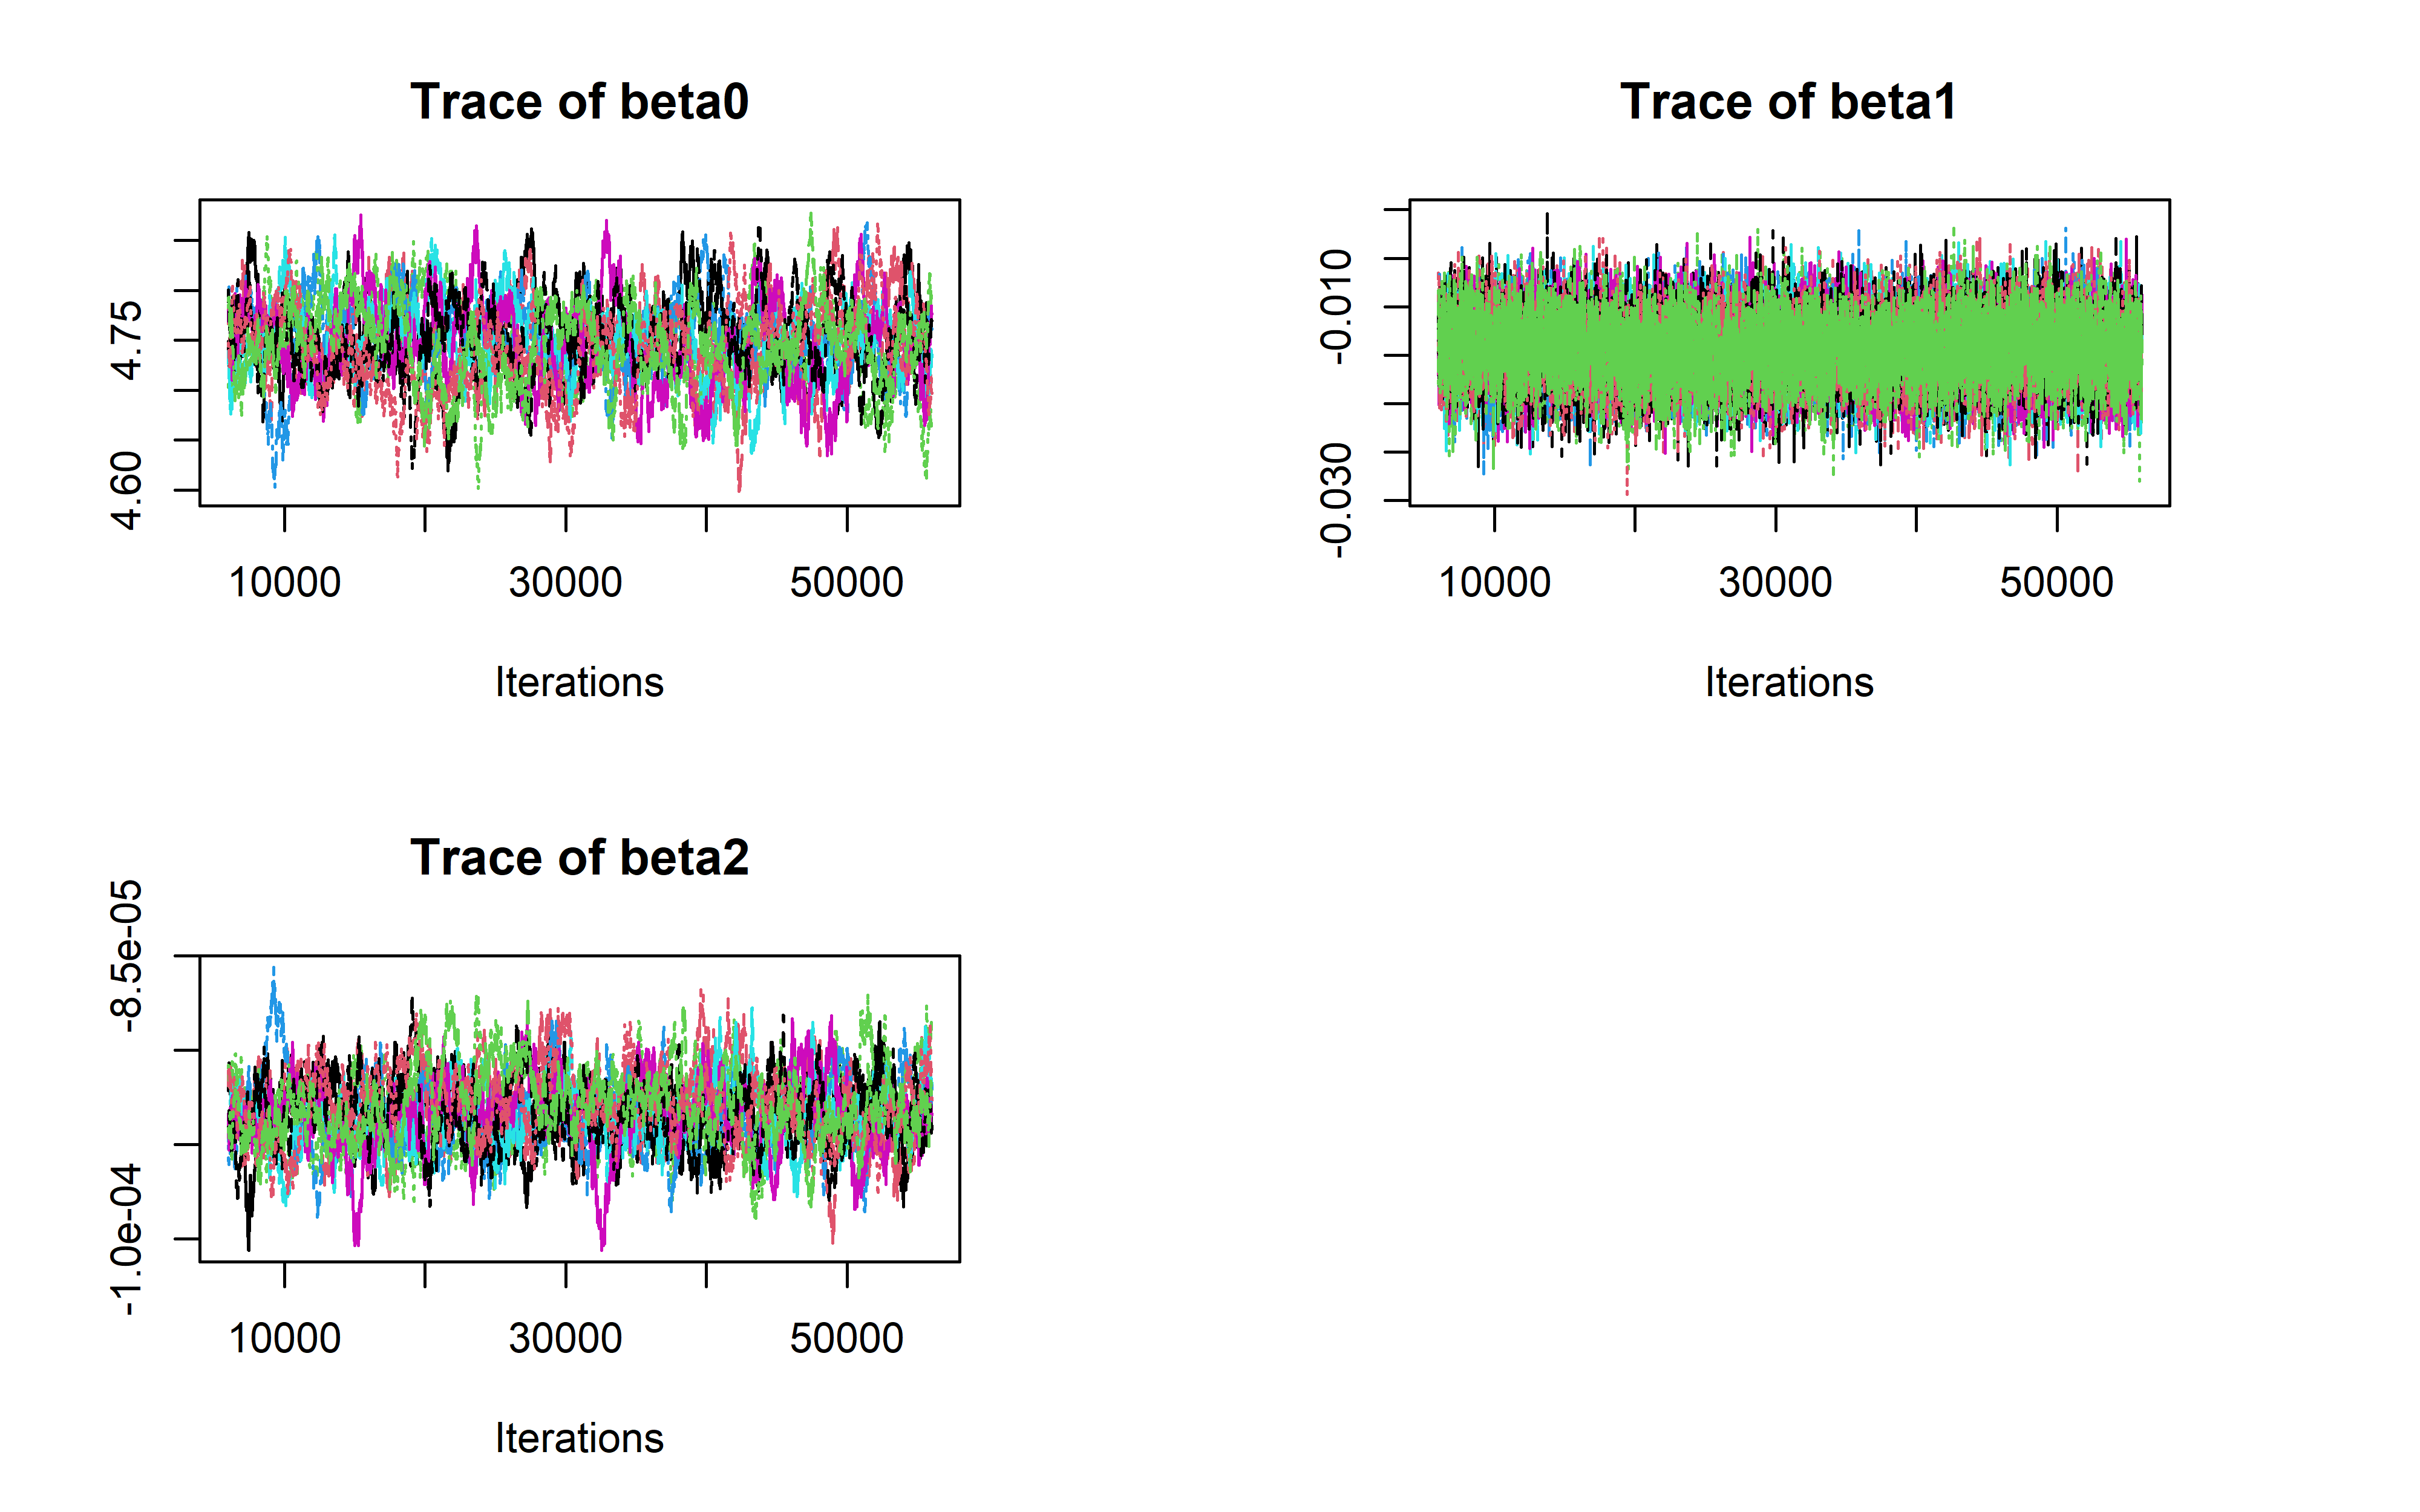 Trace of beta0
4.75
4.60
10000 30000 50000
Iterations
Trace of beta1
-0.010
-0.030
10000 30000 50000
Iterations
Trace of beta2
-8.5e-05
-1.0e-04
10000 30000 50000
Iterations